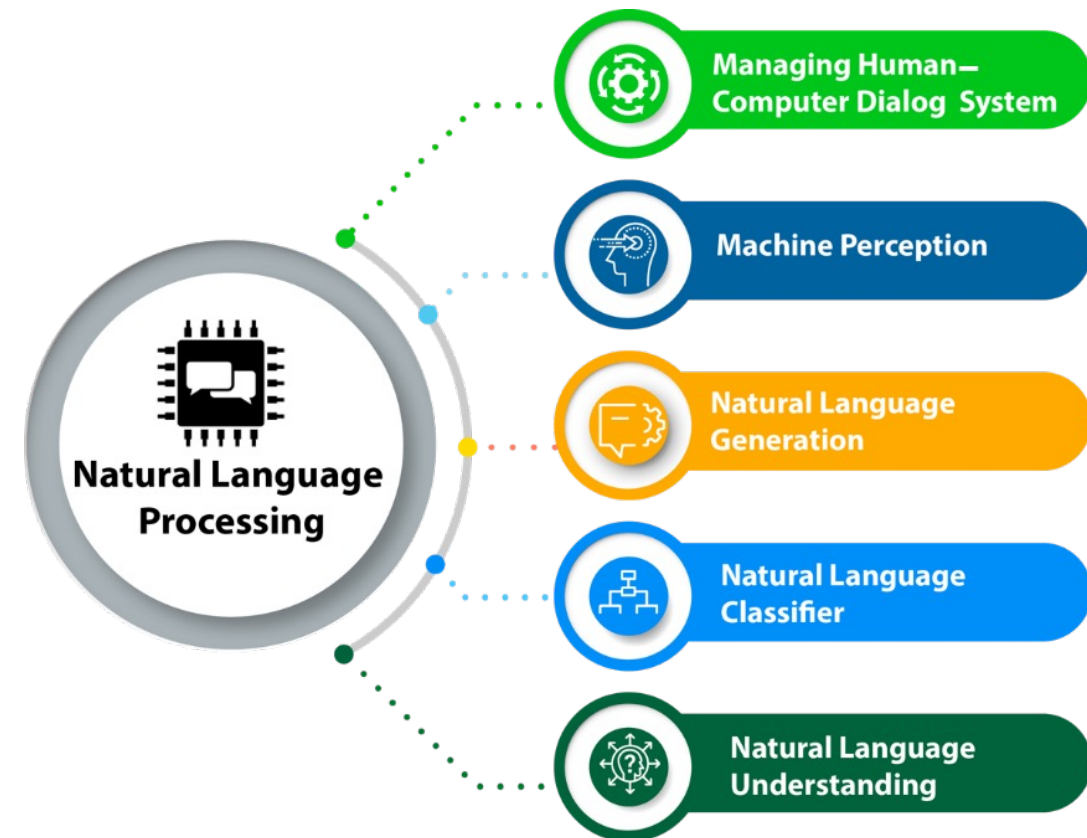 Managing Human–
Computer Dialog System
Machine Perception
Natural Language
Processing
Natural Language
Generation
Natural Language
Classifier
Natural Language
Understanding